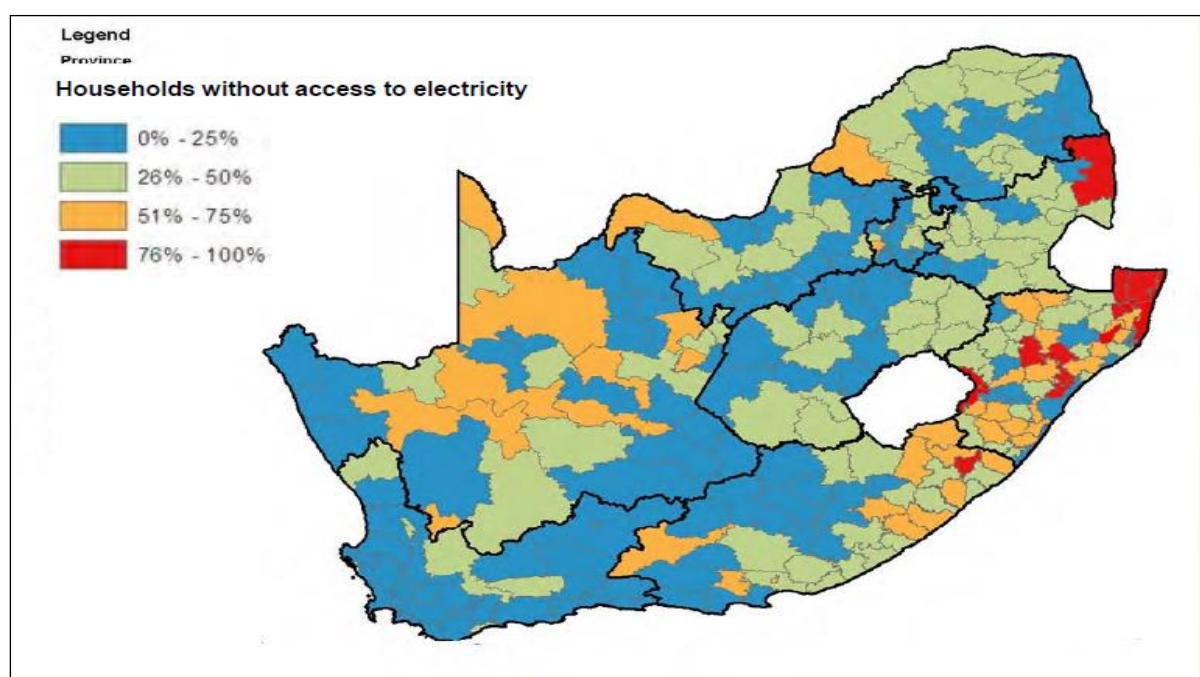 Legend
Province
Households without access to electricity
0% - 25%
26% - 50%
51% - 75%
76% - 100%